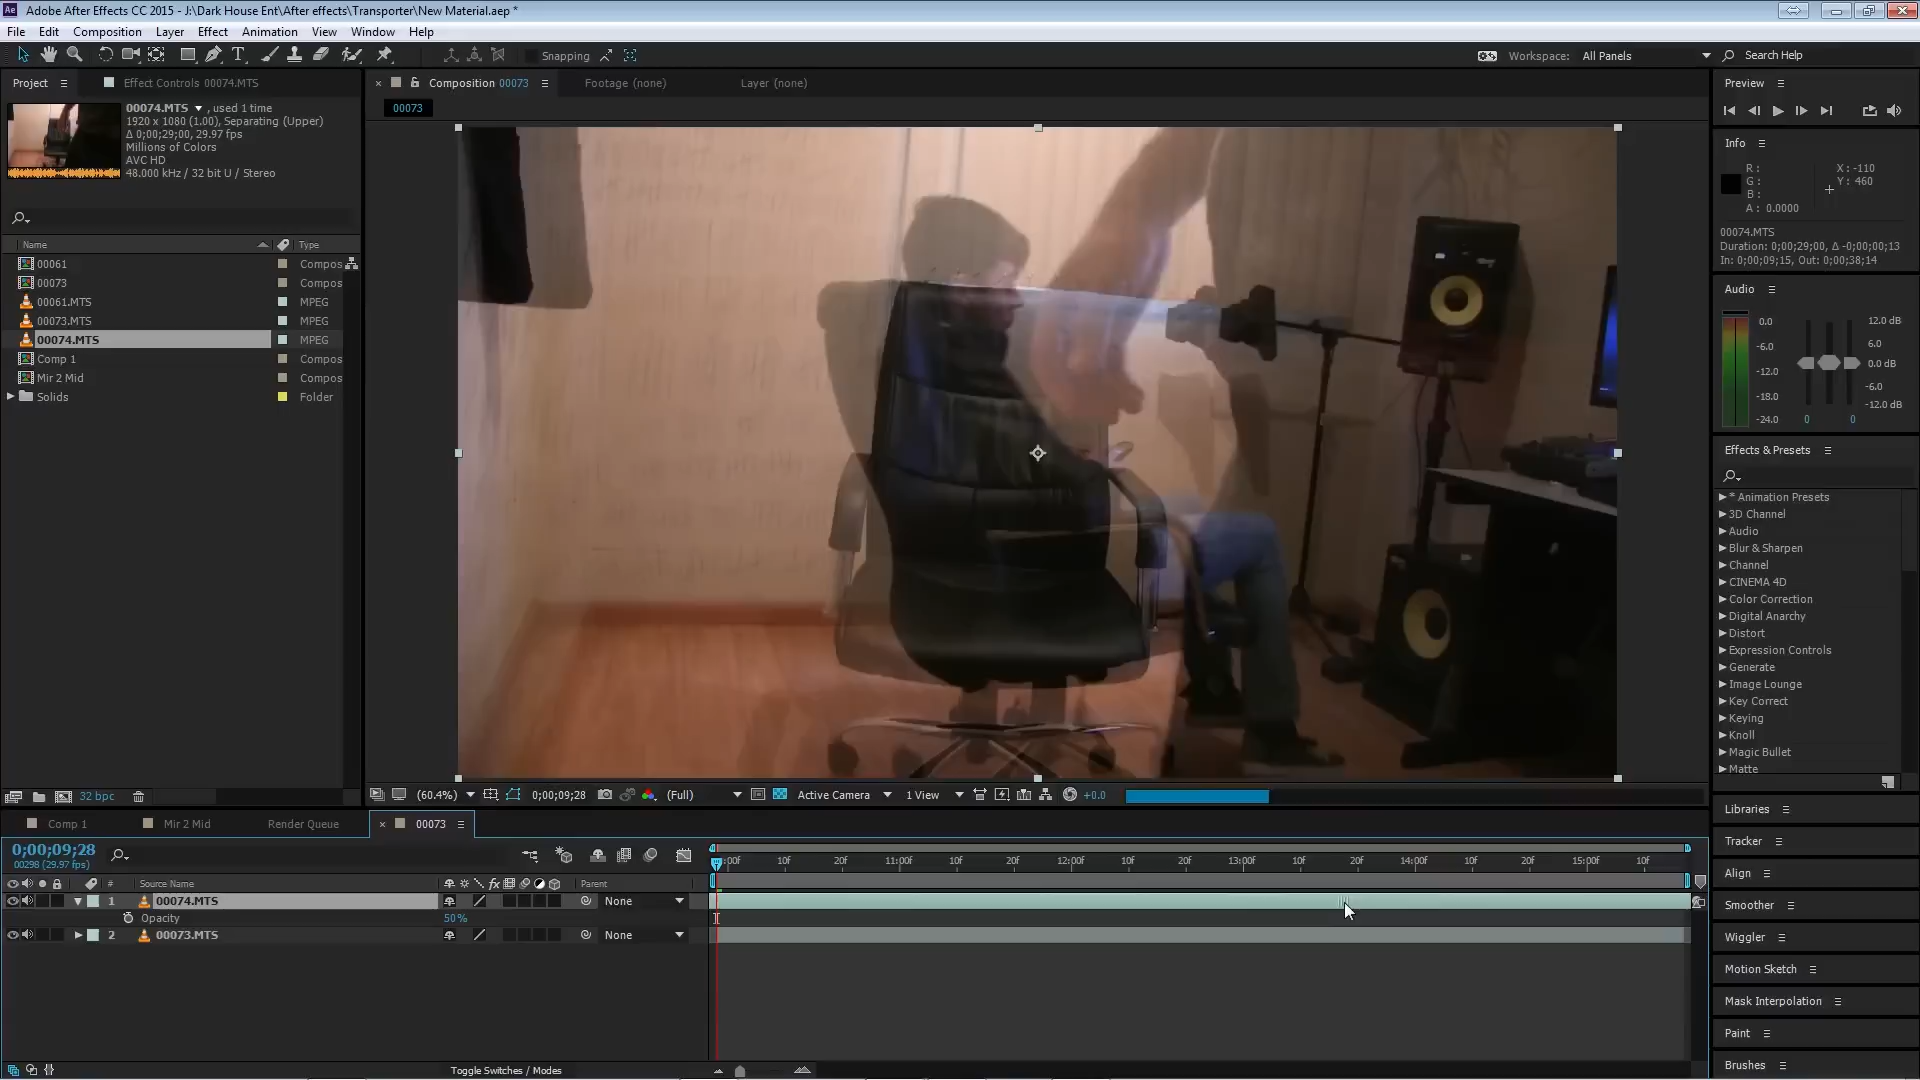 Adobe After Effects CC 2015 - J:\Dark House Ent\After effects\Transporter\New Material.aep *
File Edit Composition Layer Effect Animation View Window Help
Snapping
Workspace: All Panels
Search Help
Project
Effect Controls 00074.MTS
Composition 00073
Footage (none)
Layer (none)
Preview
00073
00074.MTS , used 1 time
1920 x 1080 (1.00), Separating (Upper)
Δ 0;00;29;00, 29.97 fps
Millions of Colors
AVC HD
48.000 kHz / 32 bit U / Stereo
Name Type
00061 Compos
00073 Compos
00061.MTS MPEG
00073.MTS MPEG
00074.MTS MPEG
Comp 1 Compos
Mir 2 Mid Compos
Solids Folder
32 bpc
(60.4%) 0;00;09;28 (Full) Active Camera 1 View +0.0
Info
R : X : -110
G : Y : 460
B :
A : 0.0000
00074.MTS
Duration: 0;00;29;00, Δ -0;00;00;13
In: 0;00;09;15, Out: 0;00;38;14
Audio
0.0 12.0 dB
-6.0 6.0
-12.0 0.0 dB
-18.0 -6.0
-24.0 -12.0 dB
0 0
Effects & Presets
* Animation Presets
3D Channel
Audio
Blur & Sharpen
Channel
CINEMA 4D
Color Correction
Digital Anarchy
Distort
Expression Controls
Generate
Image Lounge
Key Correct
Keying
Knoll
Magic Bullet
Matte
Libraries
Tracker
Align
Smoother
Wiggler
Motion Sketch
Mask Interpolation
Paint
Brushes
Comp 1 Mir 2 Mid Render Queue 00073
0;00;09;28
00298 (29.97 fps)
:00f 10f 20f 11:00f 10f 20f 12:00f 10f 20f 13:00f 10f 20f 14:00f 10f 20f 15:00f 10f
# Source Name fx Parent
1 00074.MTS None
Opacity 50%
2 00073.MTS None
Toggle Switches / Modes